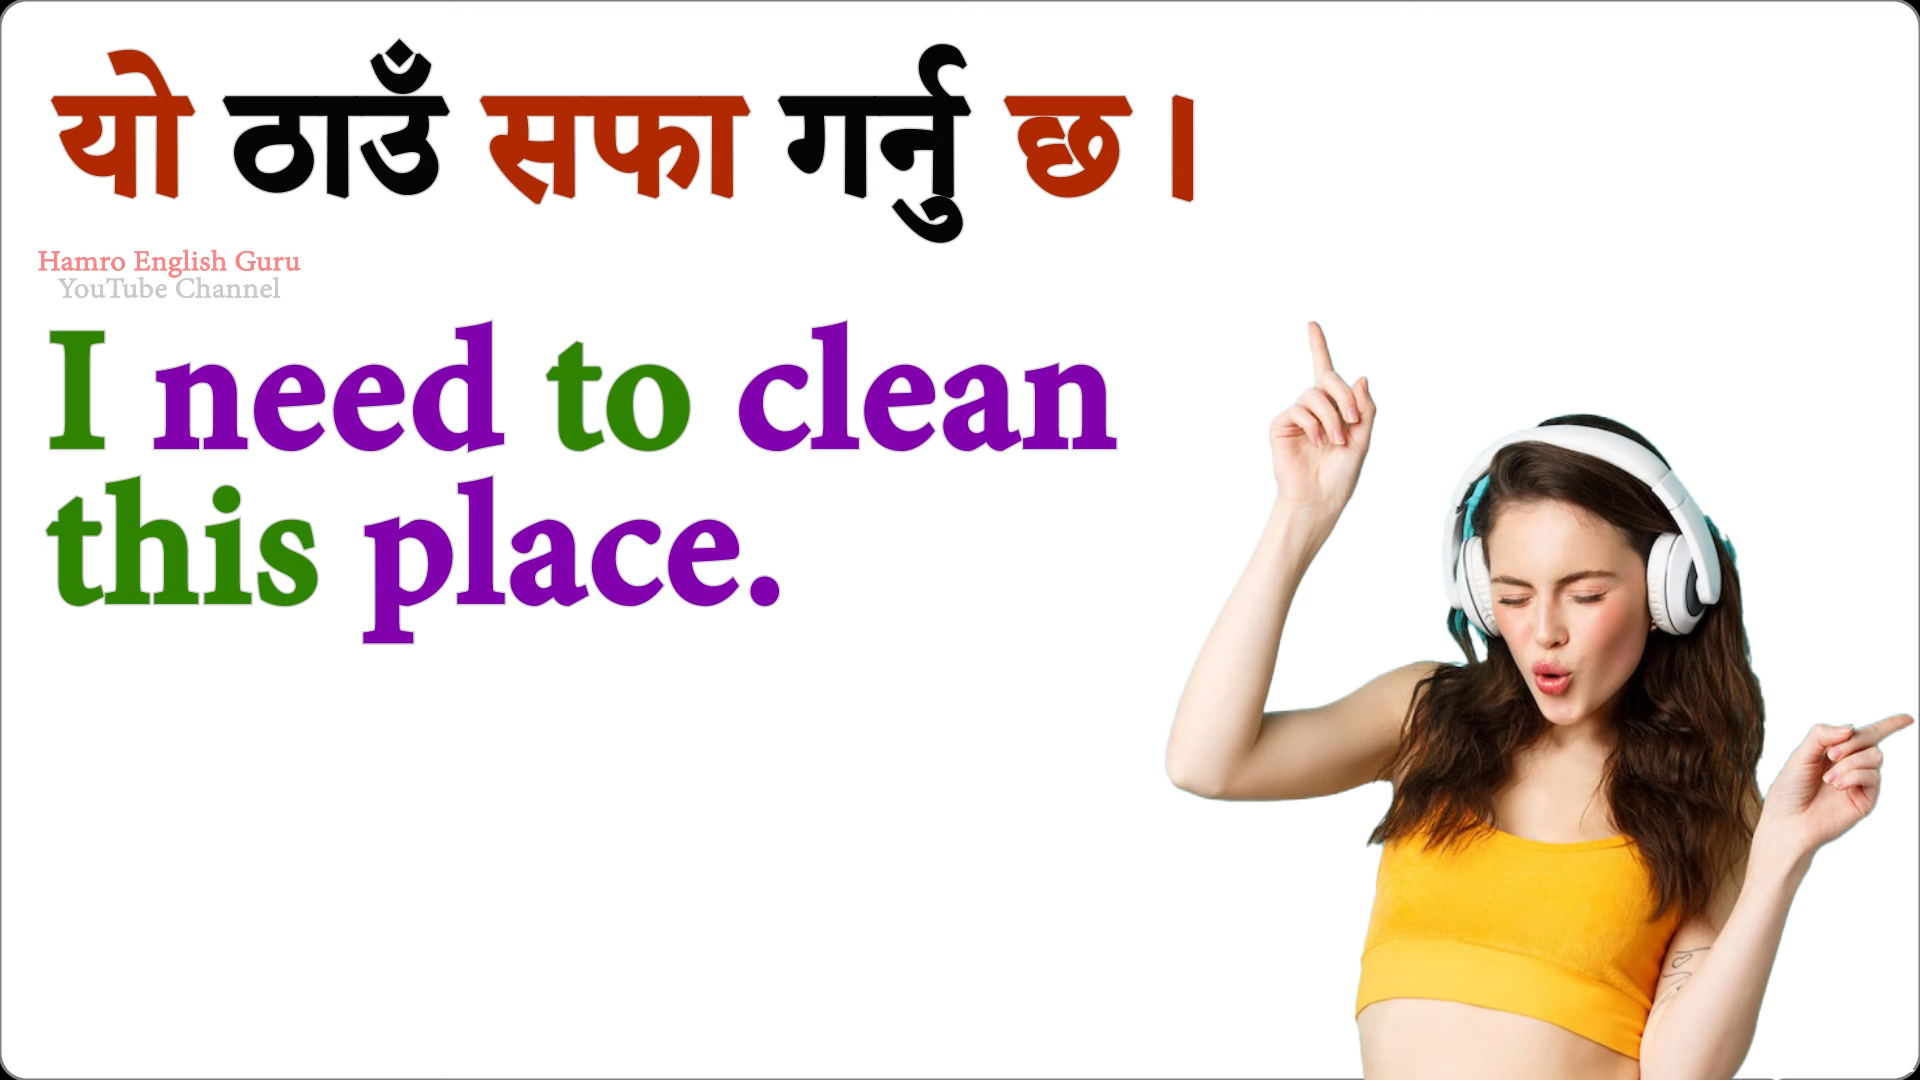 यो ठाउँ सफा गर्नु छ ।
Hamro English Guru
YouTube Channel
I need to clean
this place.